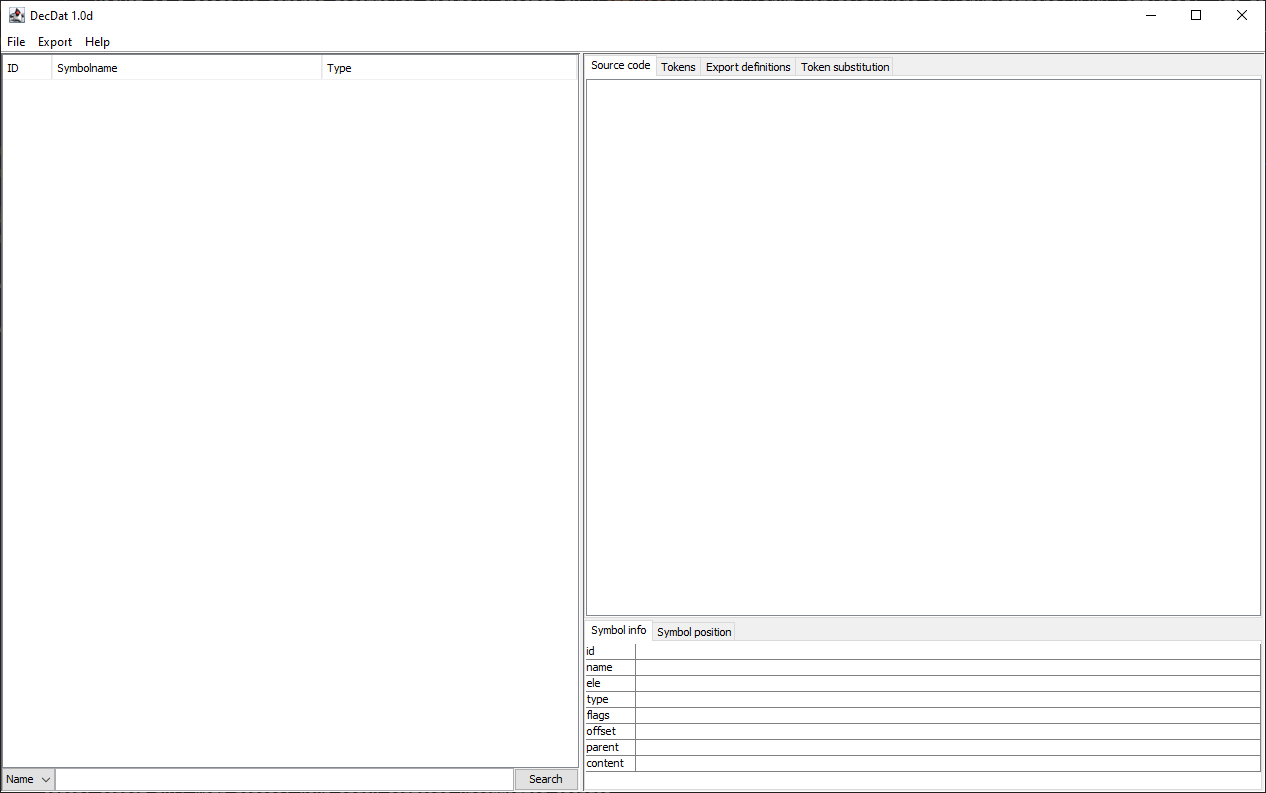 DecDat 1.0d
File Export Help
ID Symbolname Type
Source code Tokens Export definitions Token substitution
Symbol info Symbol position
id
name
ele
type
flags
offset
parent
content
Name Search